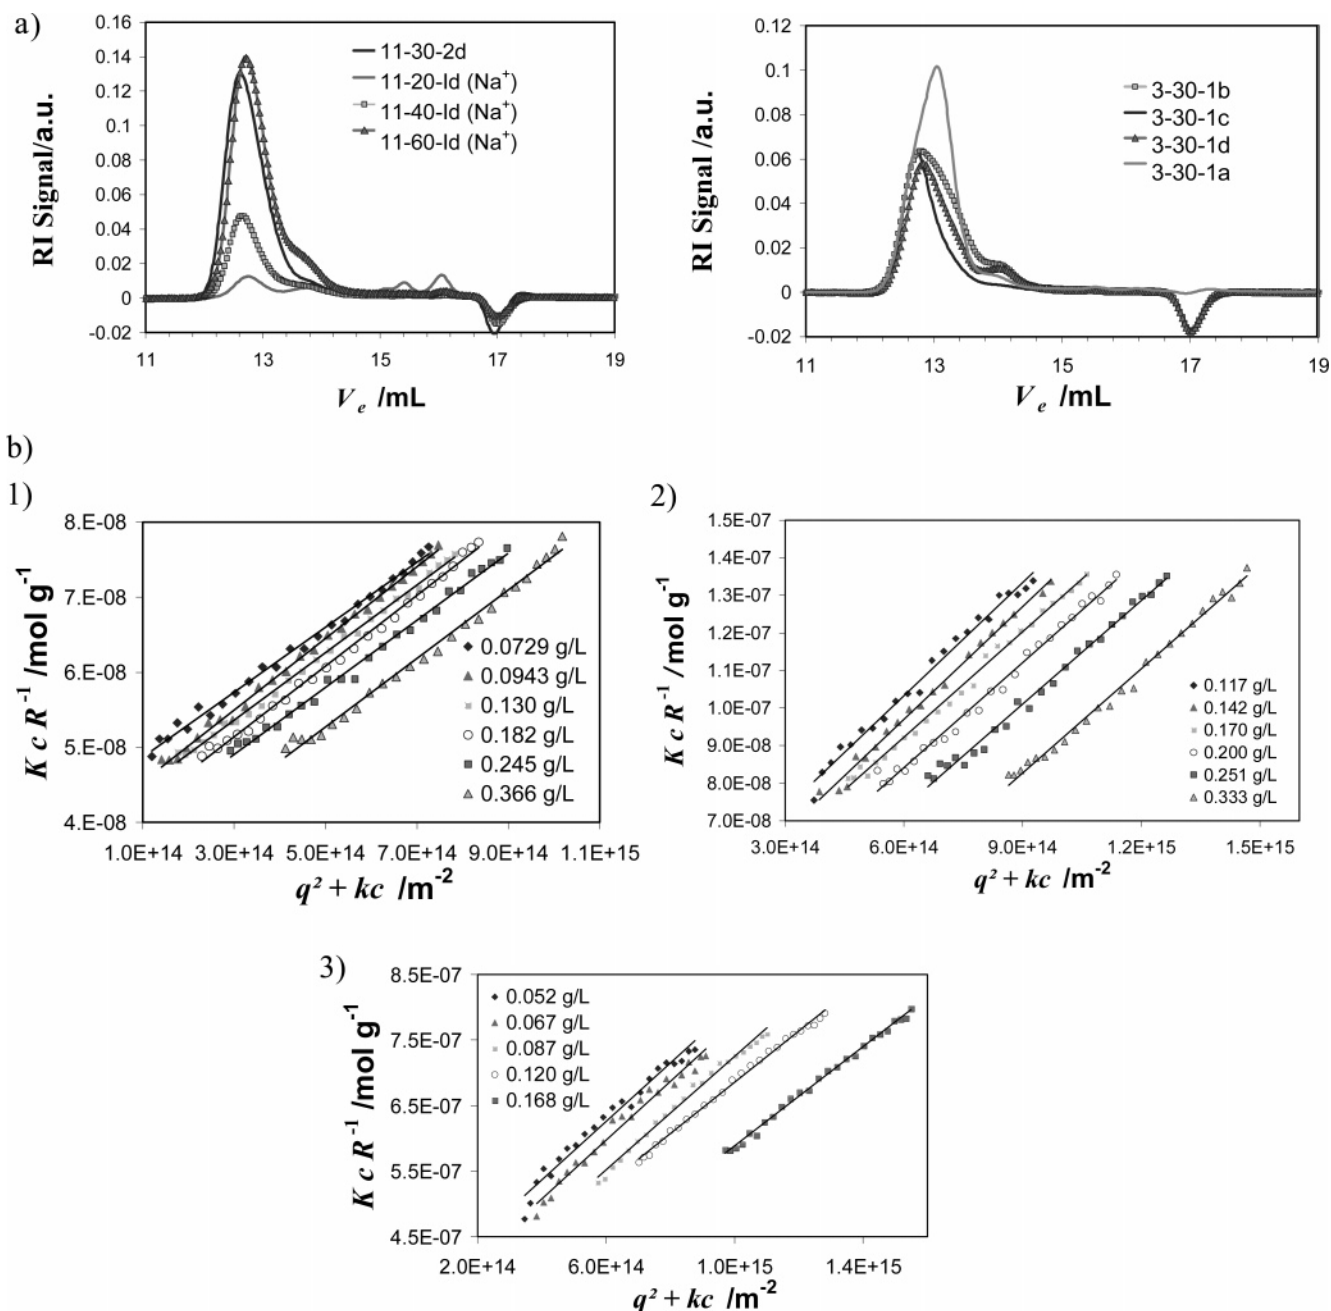 a)
0.16
0.14
0.12
0.1
0.08
0.06
0.04
0.02
0
-0.02
RI Signal/a.u.
11-30-2d
11-20-Id (Na⁺)
11-40-Id (Na⁺)
11-60-Id (Na⁺)
11 13 15 17 19
V e /mL
0.12
0.1
0.08
0.06
0.04
0.02
0
-0.02
RI Signal /a.u.
3-30-1b
3-30-1c
3-30-1d
3-30-1a
11 13 15 17 19
V e /mL
b)
1)
8.E-08
7.E-08
6.E-08
5.E-08
4.E-08
K c R⁻¹ /mol g⁻¹
0.0729 g/L
0.0943 g/L
0.130 g/L
0.182 g/L
0.245 g/L
0.366 g/L
1.0E+14 3.0E+14 5.0E+14 7.0E+14 9.0E+14 1.1E+15
q² + kc /m⁻²
2)
1.5E-07
1.4E-07
1.3E-07
1.2E-07
1.1E-07
1.0E-07
9.0E-08
8.0E-08
7.0E-08
K c R⁻¹ /mol g⁻¹
0.117 g/L
0.142 g/L
0.170 g/L
0.200 g/L
0.251 g/L
0.333 g/L
3.0E+14 6.0E+14 9.0E+14 1.2E+15 1.5E+15
q² + kc /m⁻²
3)
8.5E-07
7.5E-07
6.5E-07
5.5E-07
4.5E-07
K c R⁻¹ /mol g⁻¹
0.052 g/L
0.067 g/L
0.087 g/L
0.120 g/L
0.168 g/L
2.0E+14 6.0E+14 1.0E+15 1.4E+15
q² + kc /m⁻²